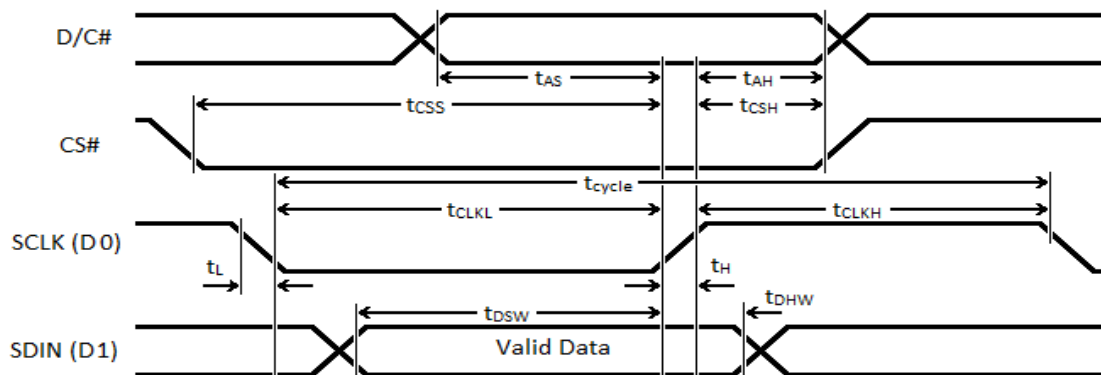 D/C#
tAS
tAH
tCSS
tCSH
CS#
tcycle
tCLKL
tCLKH
SCLK (D0)
tL
tH
tDHW
tDSW
SDIN (D1)
Valid Data